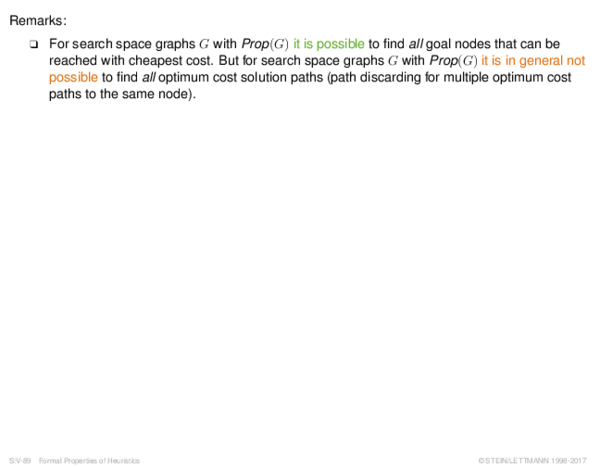 Remarks:
❑ For search space graphs G with Prop(G) it is possible to find all goal nodes that can be
reached with cheapest cost. But for search space graphs G with Prop(G) it is in general not
possible to find all optimum cost solution paths (path discarding for multiple optimum cost
paths to the same node).
S:V-89 Formal Properties of Heuristics
©STEIN/LETTMANN 1998-2017